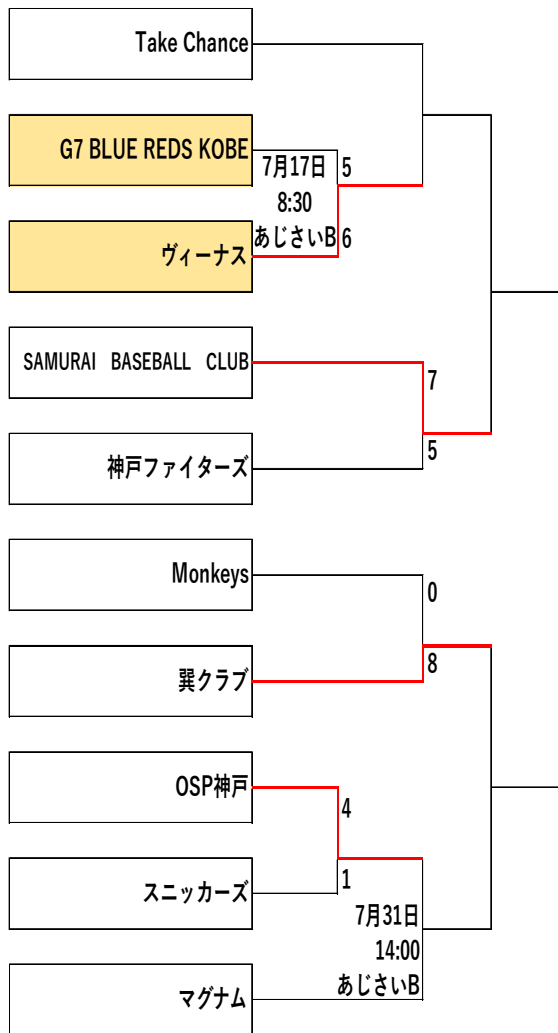 Take Chance
G7 BLUE REDS KOBE
7月17日
5
8:30
あじさいB
6
ヴィーナス
SAMURAI　BASEBALL　CLUB
7
5
神戸ファイターズ
Monkeys
0
8
巽クラブ
OSP神戸
4
1
スニッカーズ
7月31日
14:00
あじさいB
マグナム